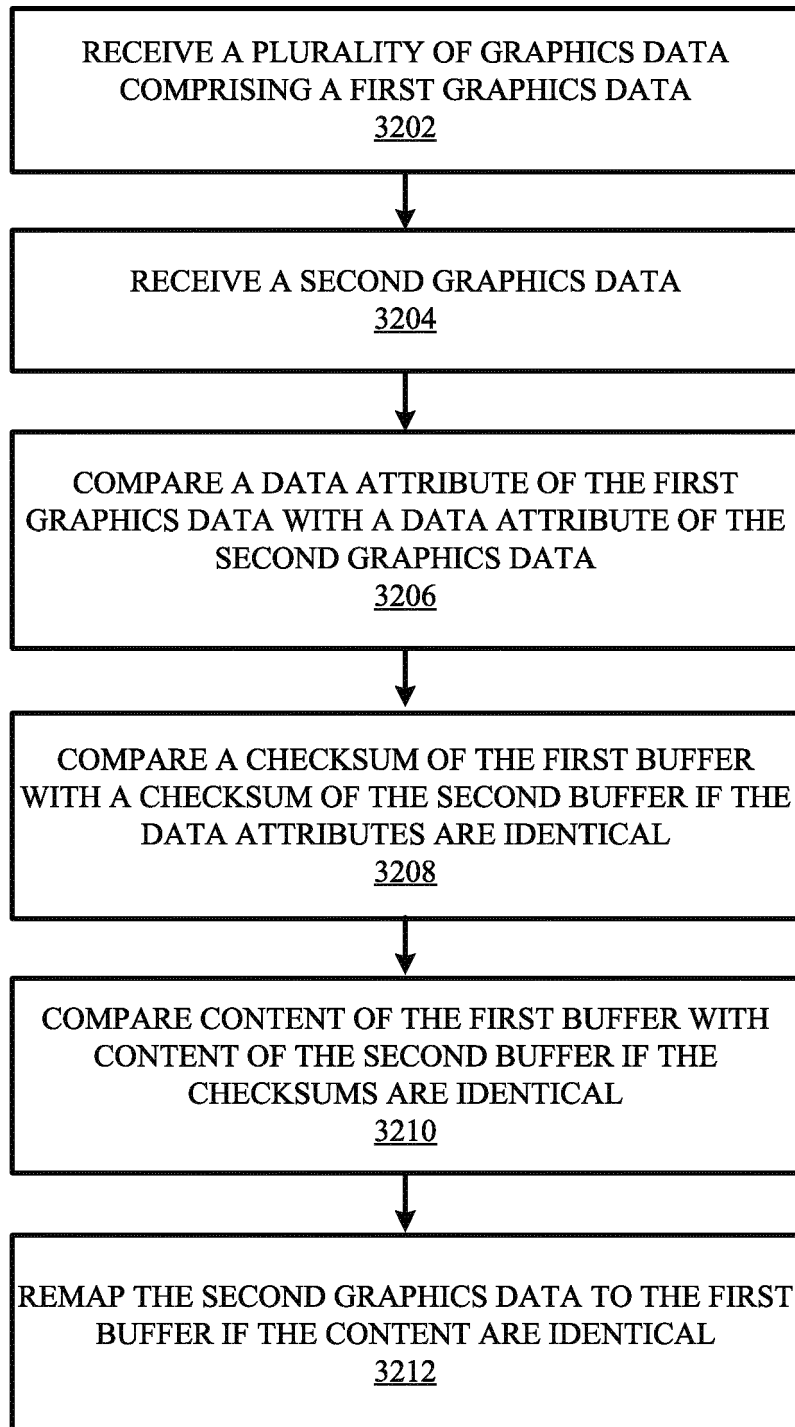 RECEIVE A PLURALITY OF GRAPHICS DATA
COMPRISING A FIRST GRAPHICS DATA
3202
RECEIVE A SECOND GRAPHICS DATA
3204
COMPARE A DATA ATTRIBUTE OF THE FIRST
GRAPHICS DATA WITH A DATA ATTRIBUTE OF THE
SECOND GRAPHICS DATA
3206
COMPARE A CHECKSUM OF THE FIRST BUFFER
WITH A CHECKSUM OF THE SECOND BUFFER IF THE
DATA ATTRIBUTES ARE IDENTICAL
3208
COMPARE CONTENT OF THE FIRST BUFFER WITH
CONTENT OF THE SECOND BUFFER IF THE
CHECKSUMS ARE IDENTICAL
3210
REMAP THE SECOND GRAPHICS DATA TO THE FIRST
BUFFER IF THE CONTENT ARE IDENTICAL
3212